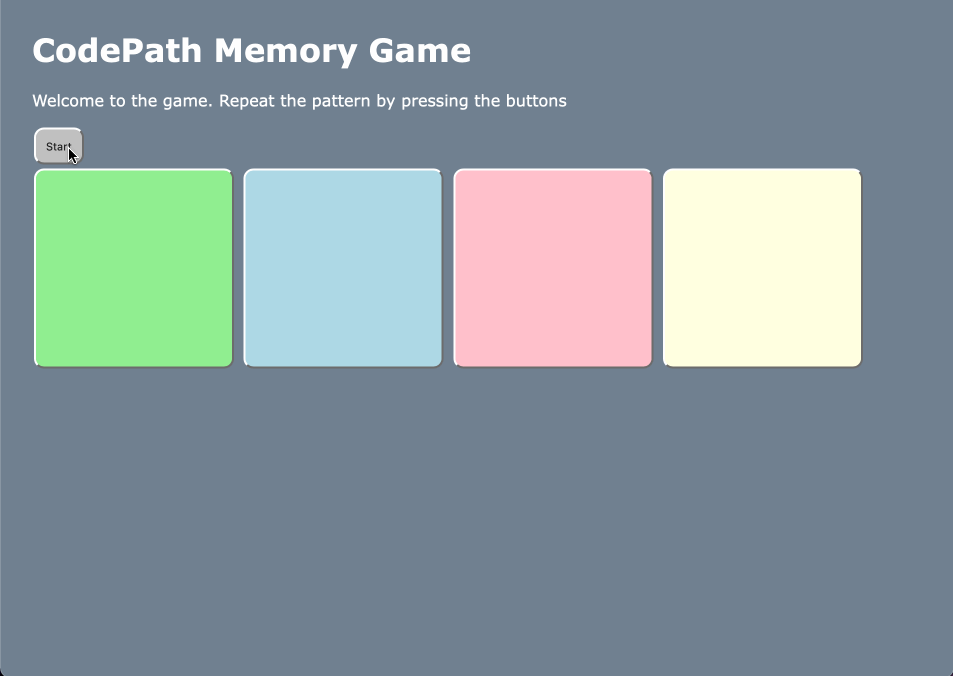 CodePath Memory Game
Welcome to the game. Repeat the pattern by pressing the buttons
Start